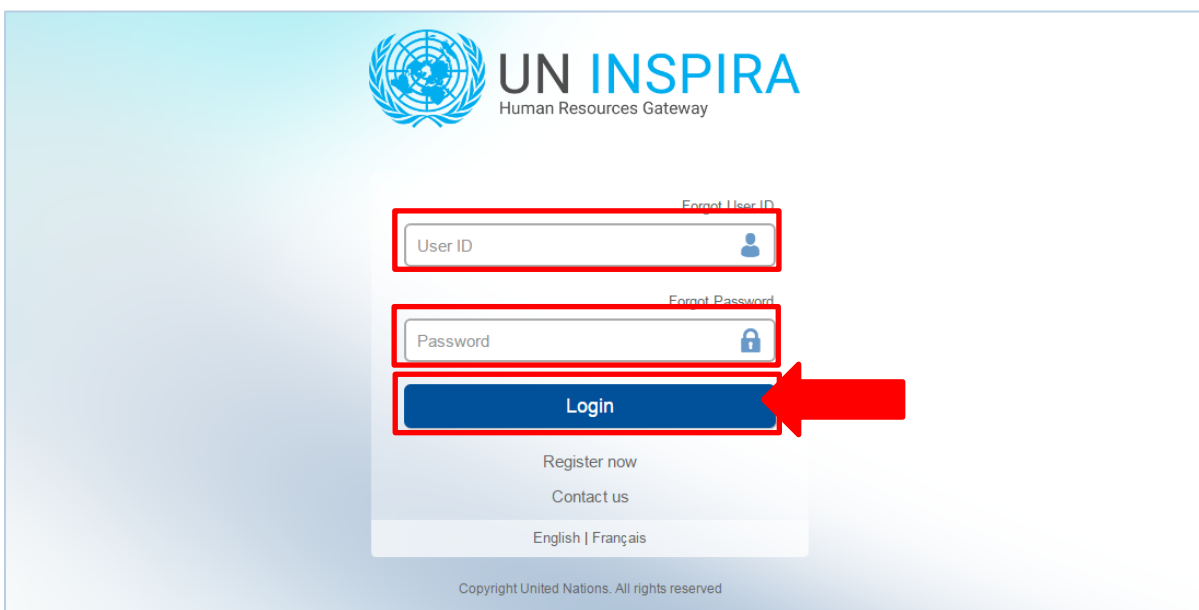 UN INSPIRA
Human Resources Gateway
Forgot User ID
User ID
Forgot Password
Password
Login
Register now
Contact us
English | Français
Copyright United Nations. All rights reserved